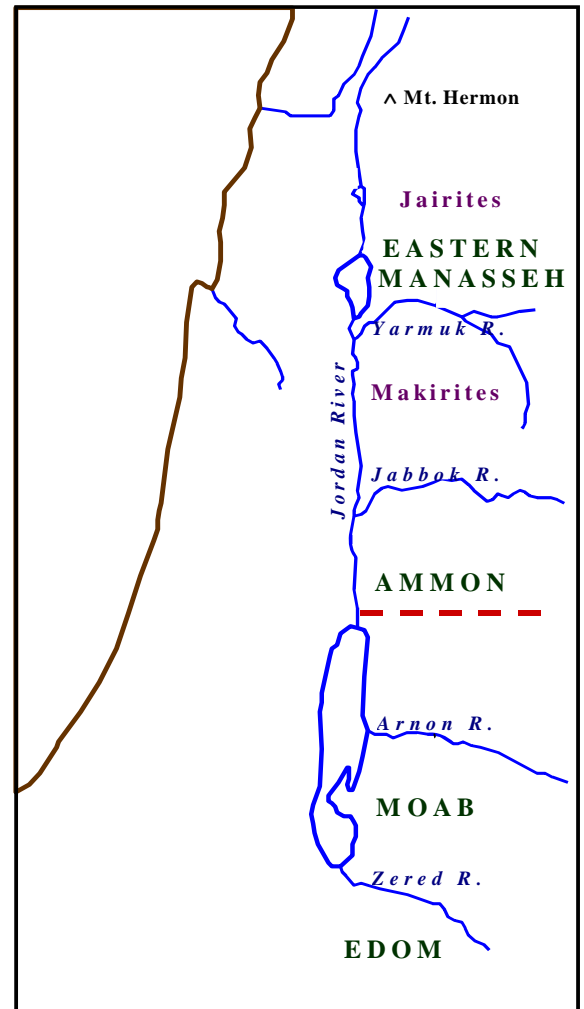 ^ Mt. Hermon
Jairites
EASTERN
MANASSEH
Yarmuk R.
Jordan River
Makirites
Jabbok R.
AMMON
Arnon R.
MOAB
Zered R.
EDOM